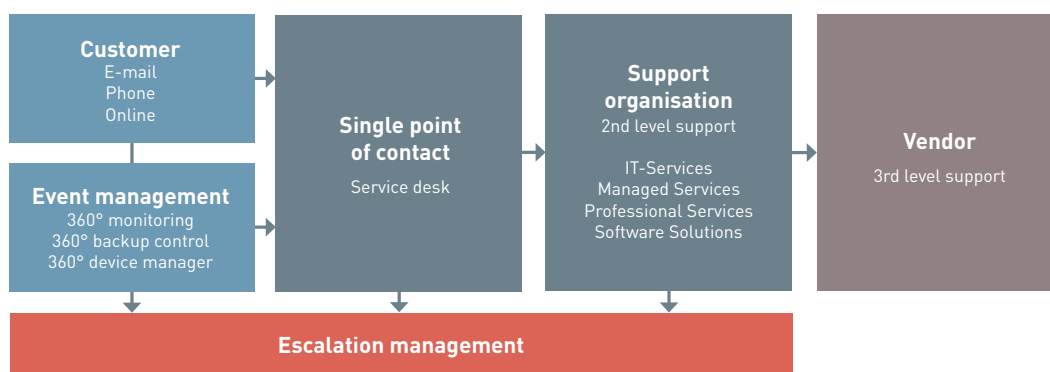 Customer
E-mail
Phone
Online
Event management
360° monitoring
360° backup control
360° device manager
Single point
of contact
Service desk
Support
organisation
2nd level support
IT-Services
Managed Services
Professional Services
Software Solutions
Vendor
3rd level support
Escalation management